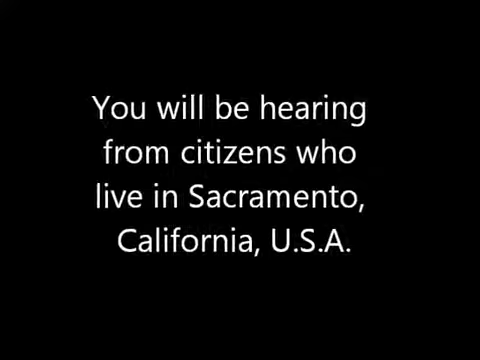 You will be hearing
from citizens who
live in Sacramento,
California, U.S.A.